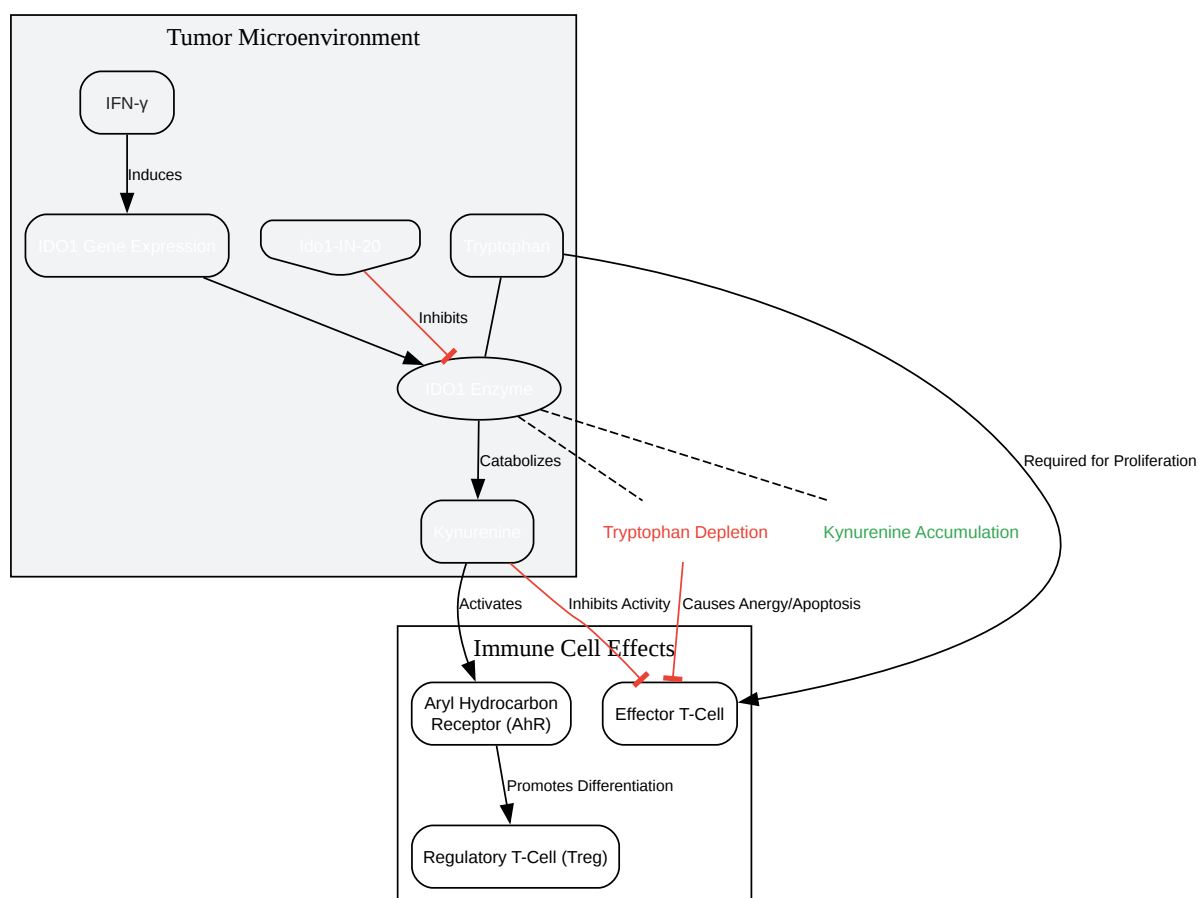 Tumor Microenvironment
IFN-γ
Induces
IDO1 Gene Expression
Ido1-IN-20
Tryptophan
Inhibits
IDO1 Enzyme
Catabolizes
Required for Proliferation
Kynurenine
Tryptophan Depletion
Kynurenine Accumulation
Activates
Inhibits Activity
Causes Anergy/Apoptosis
Immune Cell Effects
Aryl Hydrocarbon
Receptor (AhR)
Effector T-Cell
Promotes Differentiation
Regulatory T-Cell (Treg)